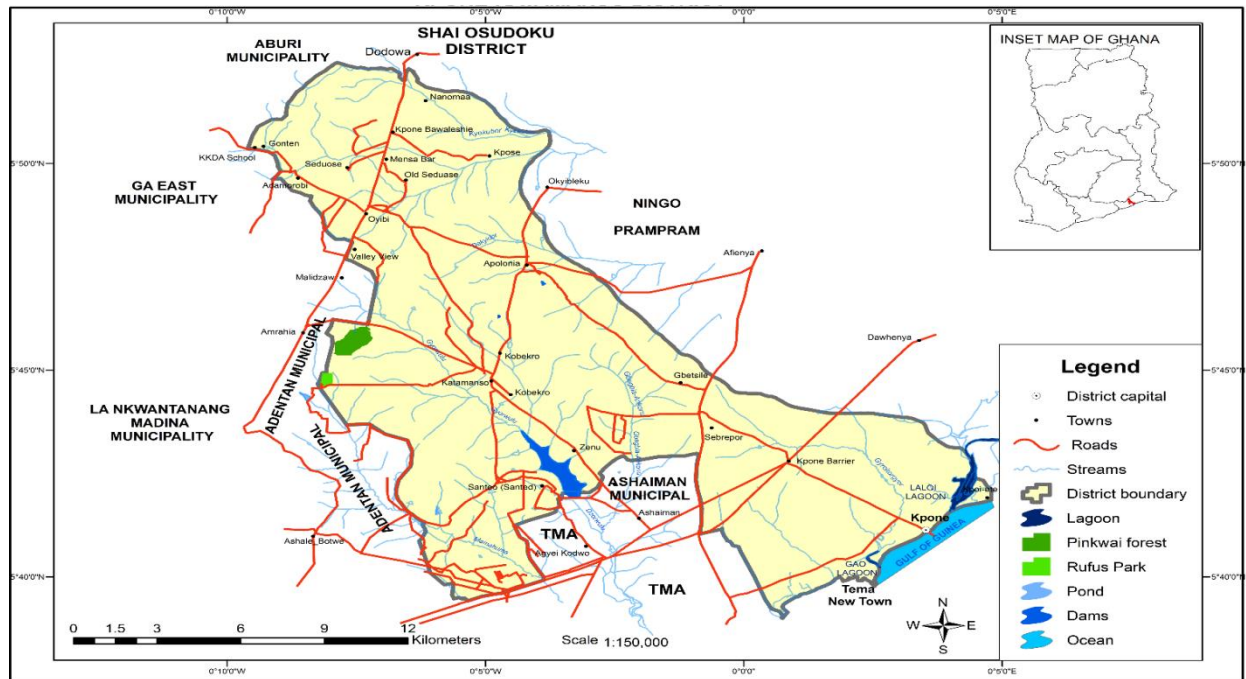 0°10'0"W
0°5'0"W
0°0'0"
0°5'0"E
SHAI OSUDOKU
DISTRICT
ABURI
MUNICIPALITY
Dodowa
INSET MAP OF GHANA
Nanomaa
Kpone Bawaleshie
5°50'0"N
5°50'0"N
Gonten
KKDA School
Mensa Bar
Kpose
Seduose
Old Seduase
Adamorobi
Okyibleku
GA EAST
MUNICIPALITY
NINGO
PRAMPRAM
Oyibi
Valley View
Apolonia
Afienya
Malidzaw
Amrahia
Dawhenya
ADENTAN MUNICIPAL
Kobekro
Katamanso
Kobekro
Gbetsile
5°45'0"N
5°45'0"N
LA NKWANTANANG
MADINA
MUNICIPALITY
ADENTAN MUNICIPAL
Sebrepor
Zenu
Kpone Barrier
Santeo (Santed)
ASHAIMAN
MUNICIPAL
Ashaiman
LALOI
LAGOON
Kpone
GULF OF GUINEA
Ashale Botwe
TMA
Agyei Kodwo
TMA
GAO
LAGOON
Tema
New Town
5°40'0"N
5°40'0"N
Legend
District capital
Towns
Roads
Streams
District boundary
Lagoon
Pinkwai forest
Rufus Park
Pond
Dams
Ocean
N
W E
S
0 1.5 3 6 9 12
Kilometers
Scale 1:150,000
0°10'0"W
0°5'0"W
0°0'0"
0°5'0"E